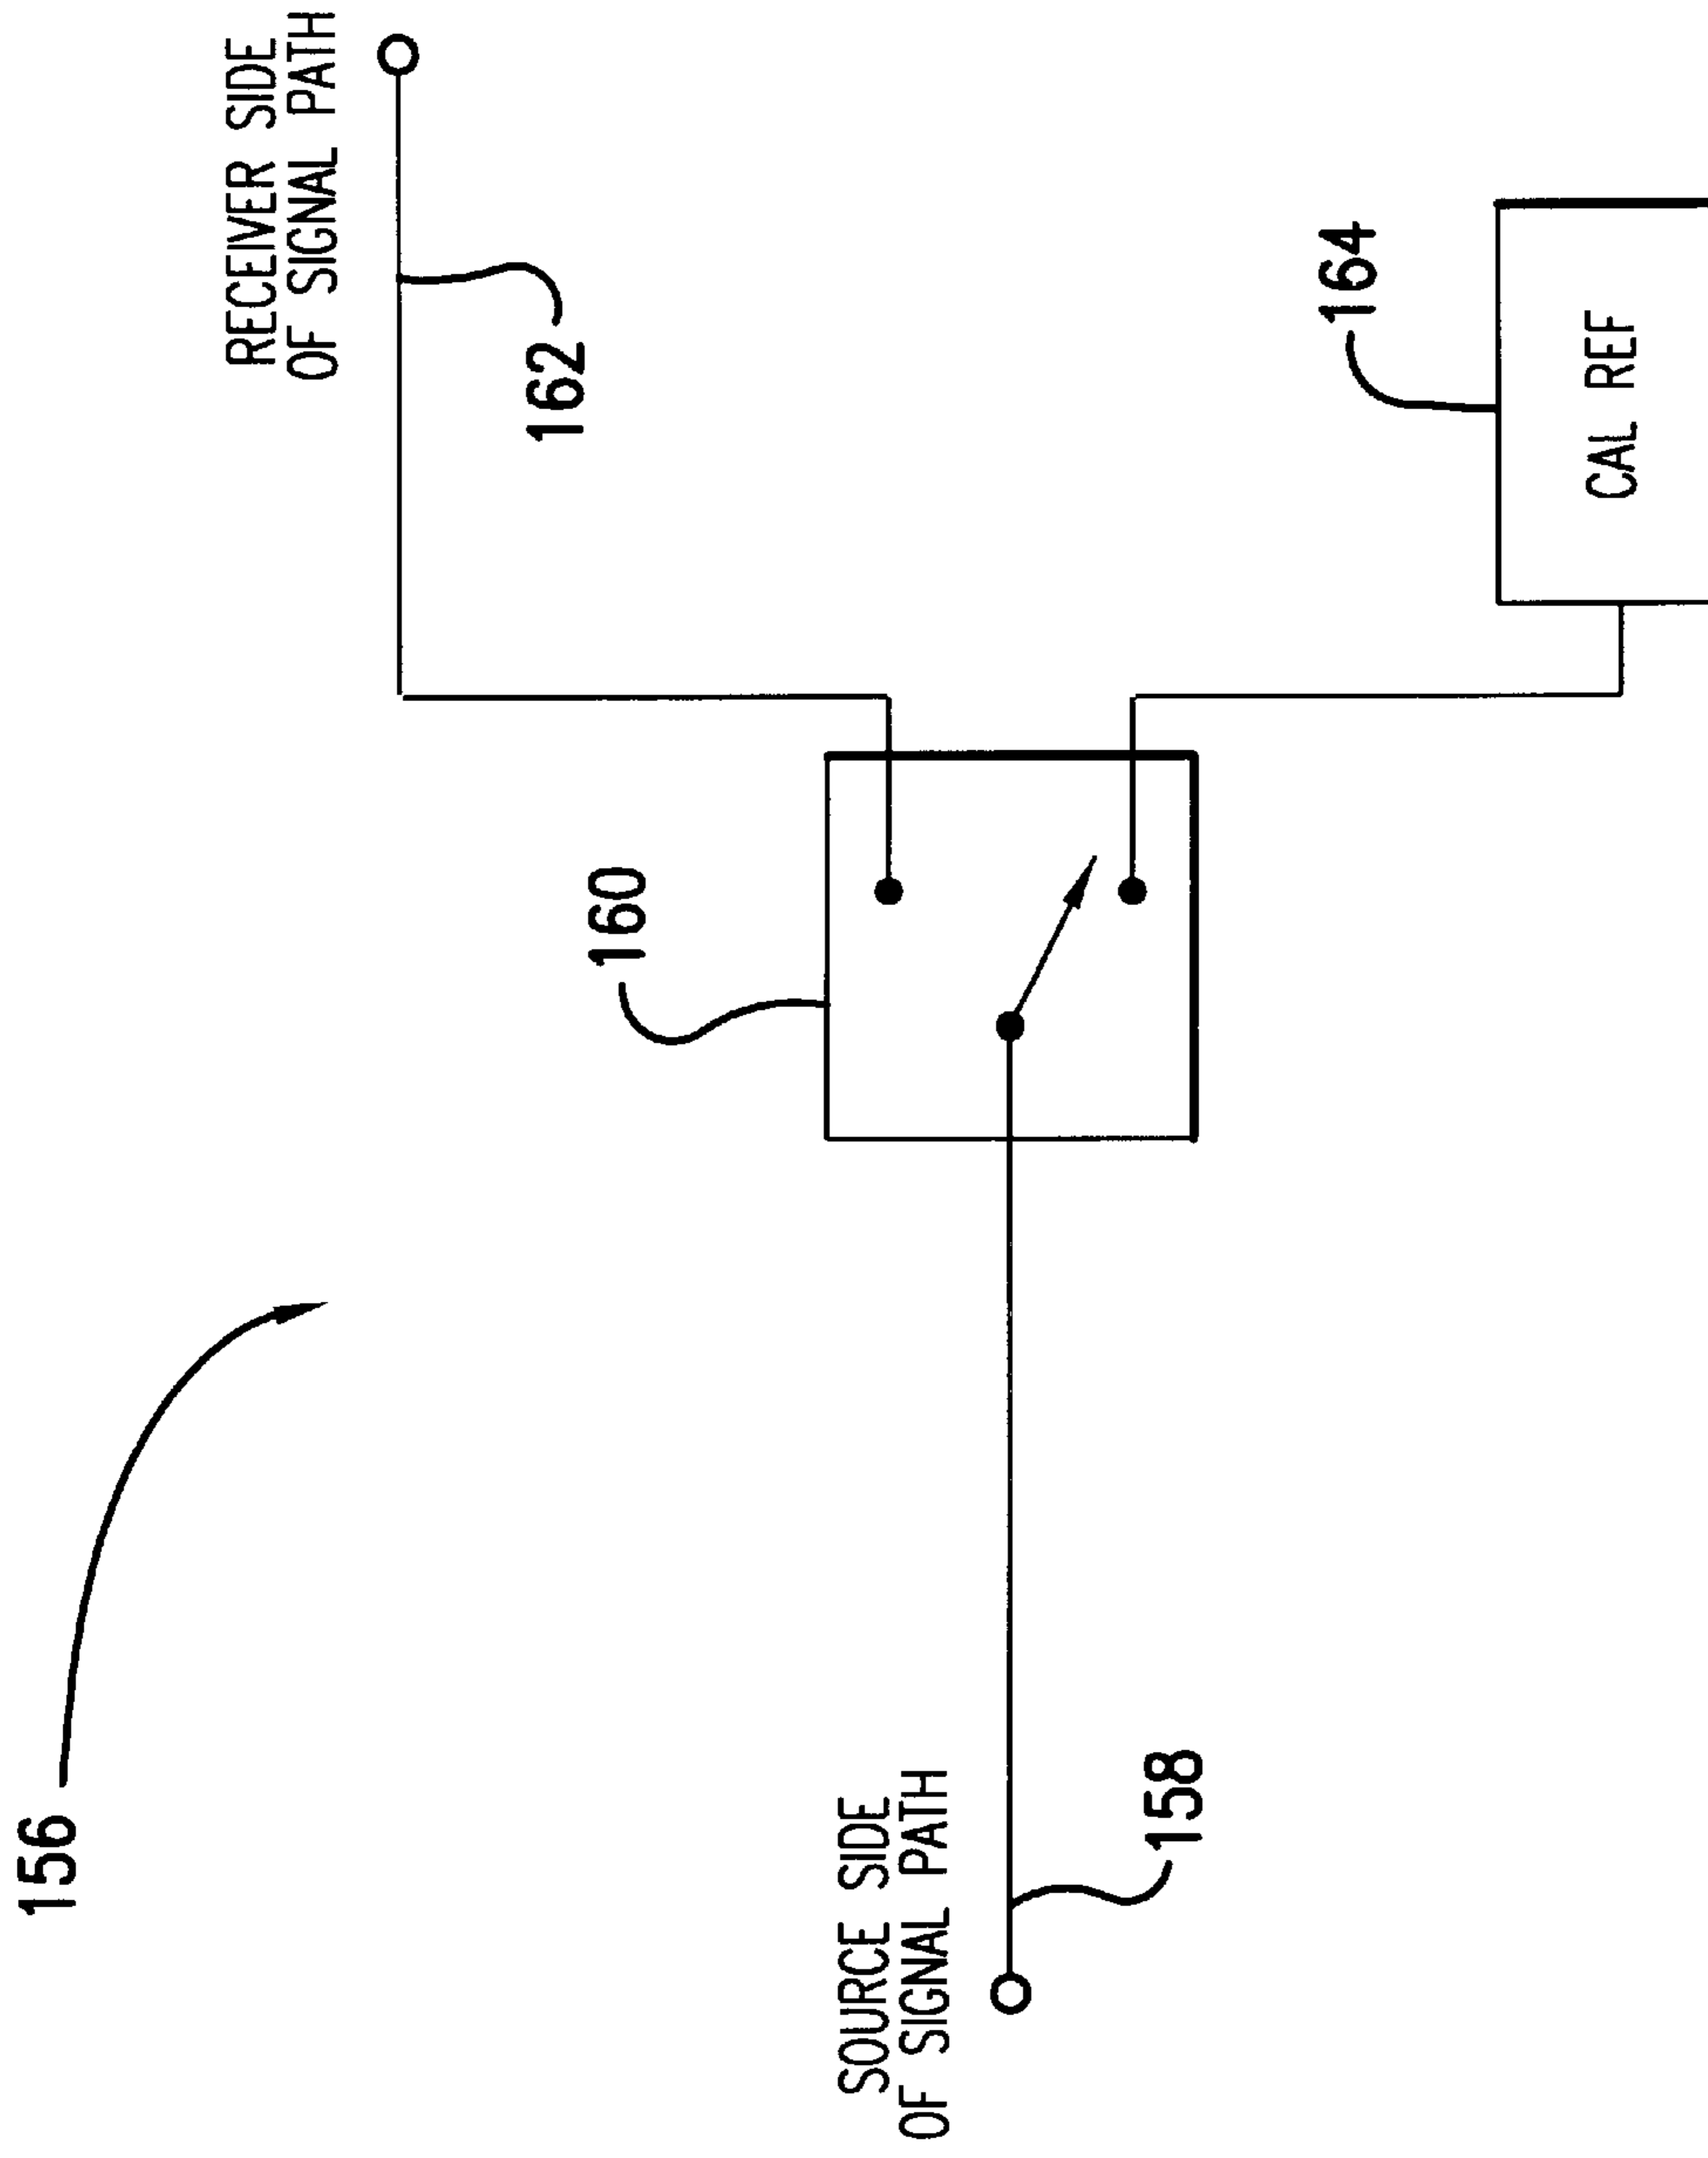 156
RECEIVER SIDE
OF SIGNAL PATH
162
160
SOURCE SIDE
OF SIGNAL PATH
158
164
CAL REF